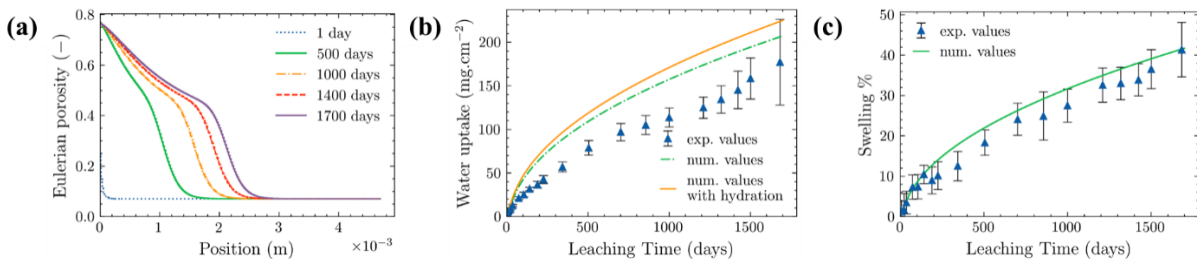 (a)
Eulerian porosity (−)
0.8
0.6
0.4
0.2
0.0
1 day
500 days
1000 days
1400 days
1700 days
0 1 2 3 4
Position (m)
×10⁻³
(b)
Water uptake (mg.cm⁻²)
200
150
100
50
0
exp. values
num. values
num. values
with hydration
0 500 1000 1500
Leaching Time (days)
(c)
Swelling %
50
40
30
20
10
0
exp. values
num. values
0 500 1000 1500
Leaching Time (days)